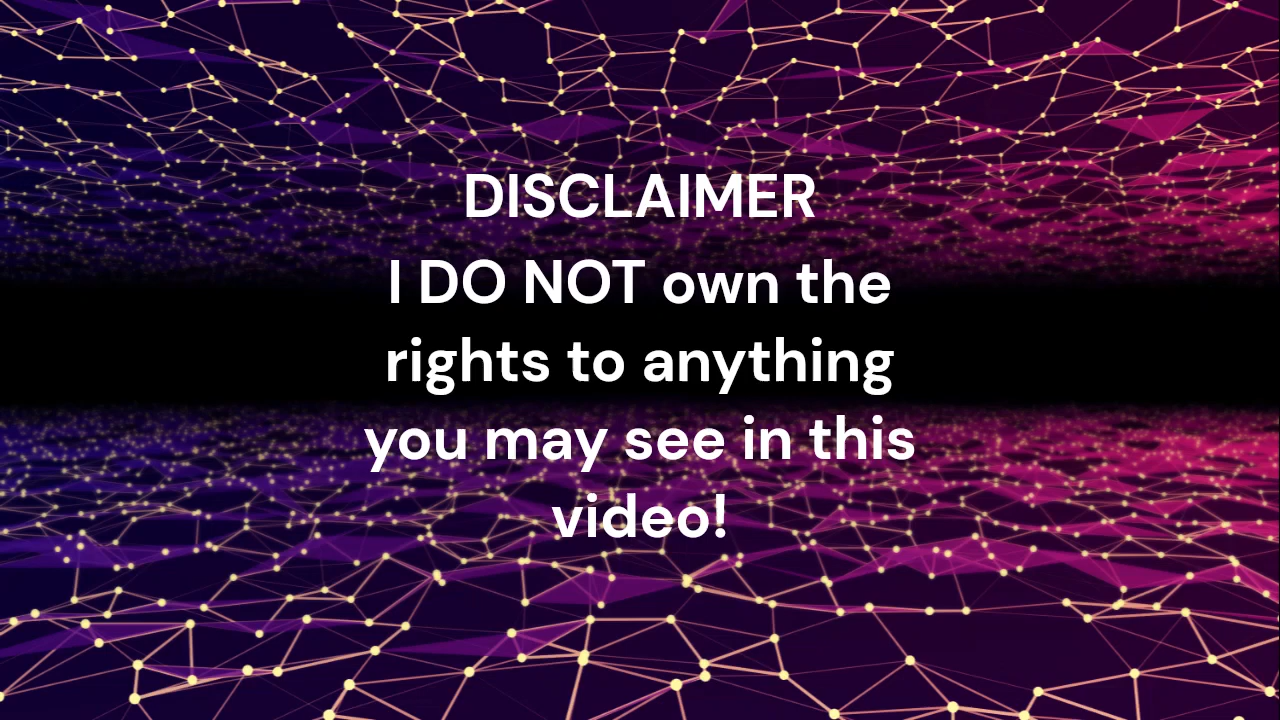 DISCLAIMER
I DO NOT own the
rights to anything
you may see in this
video!